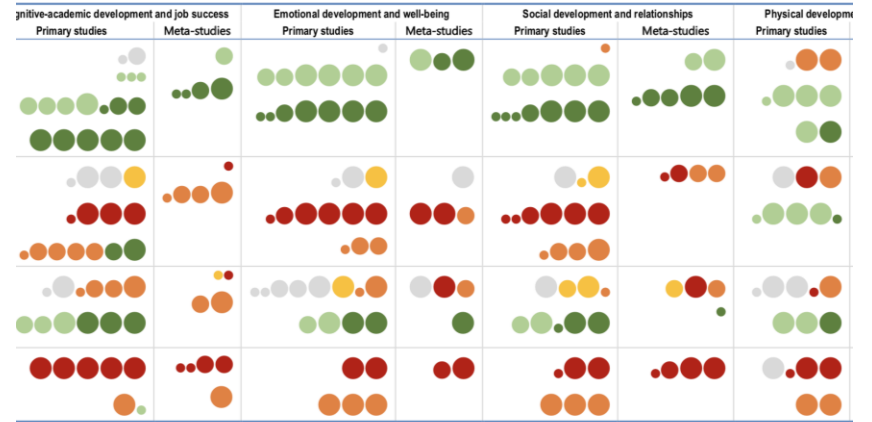 gnitive-academic development and job success Emotional development and well-being Social development and relationships Physical developme
Primary studies Meta-studies Primary studies Meta-studies Primary studies Meta-studies Primary studies